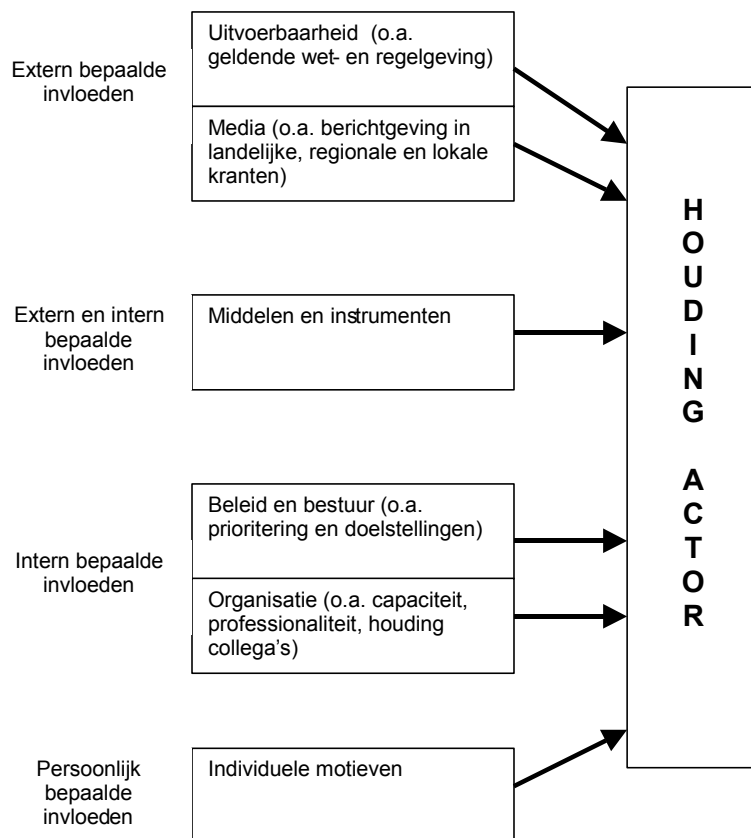 Extern bepaalde
invloeden
Uitvoerbaarheid (o.a.
geldende wet- en regelgeving)
Media (o.a. berichtgeving in
landelijke, regionale en lokale
kranten)
Extern en intern
bepaalde
invloeden
Middelen en instrumenten
Intern bepaalde
invloeden
Beleid en bestuur (o.a.
prioritering en doelstellingen)
Organisatie (o.a. capaciteit,
professionaliteit, houding
collega's)
Persoonlijk
bepaalde
invloeden
Individuele motieven
HOUDING ACTOR